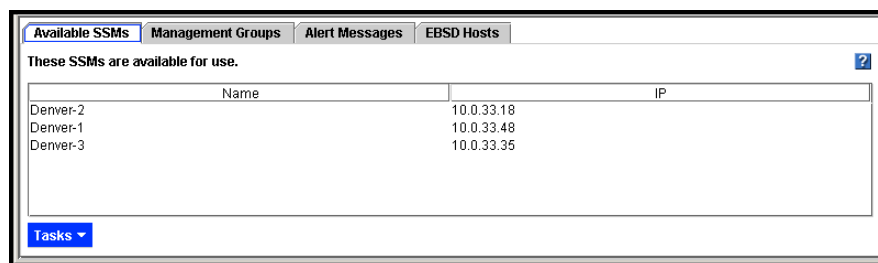 Available SSMs Management Groups Alert Messages EBSD Hosts
These SSMs are available for use. ?
Name IP
Denver-2 10.0.33.18
Denver-1 10.0.33.48
Denver-3 10.0.33.35
Tasks